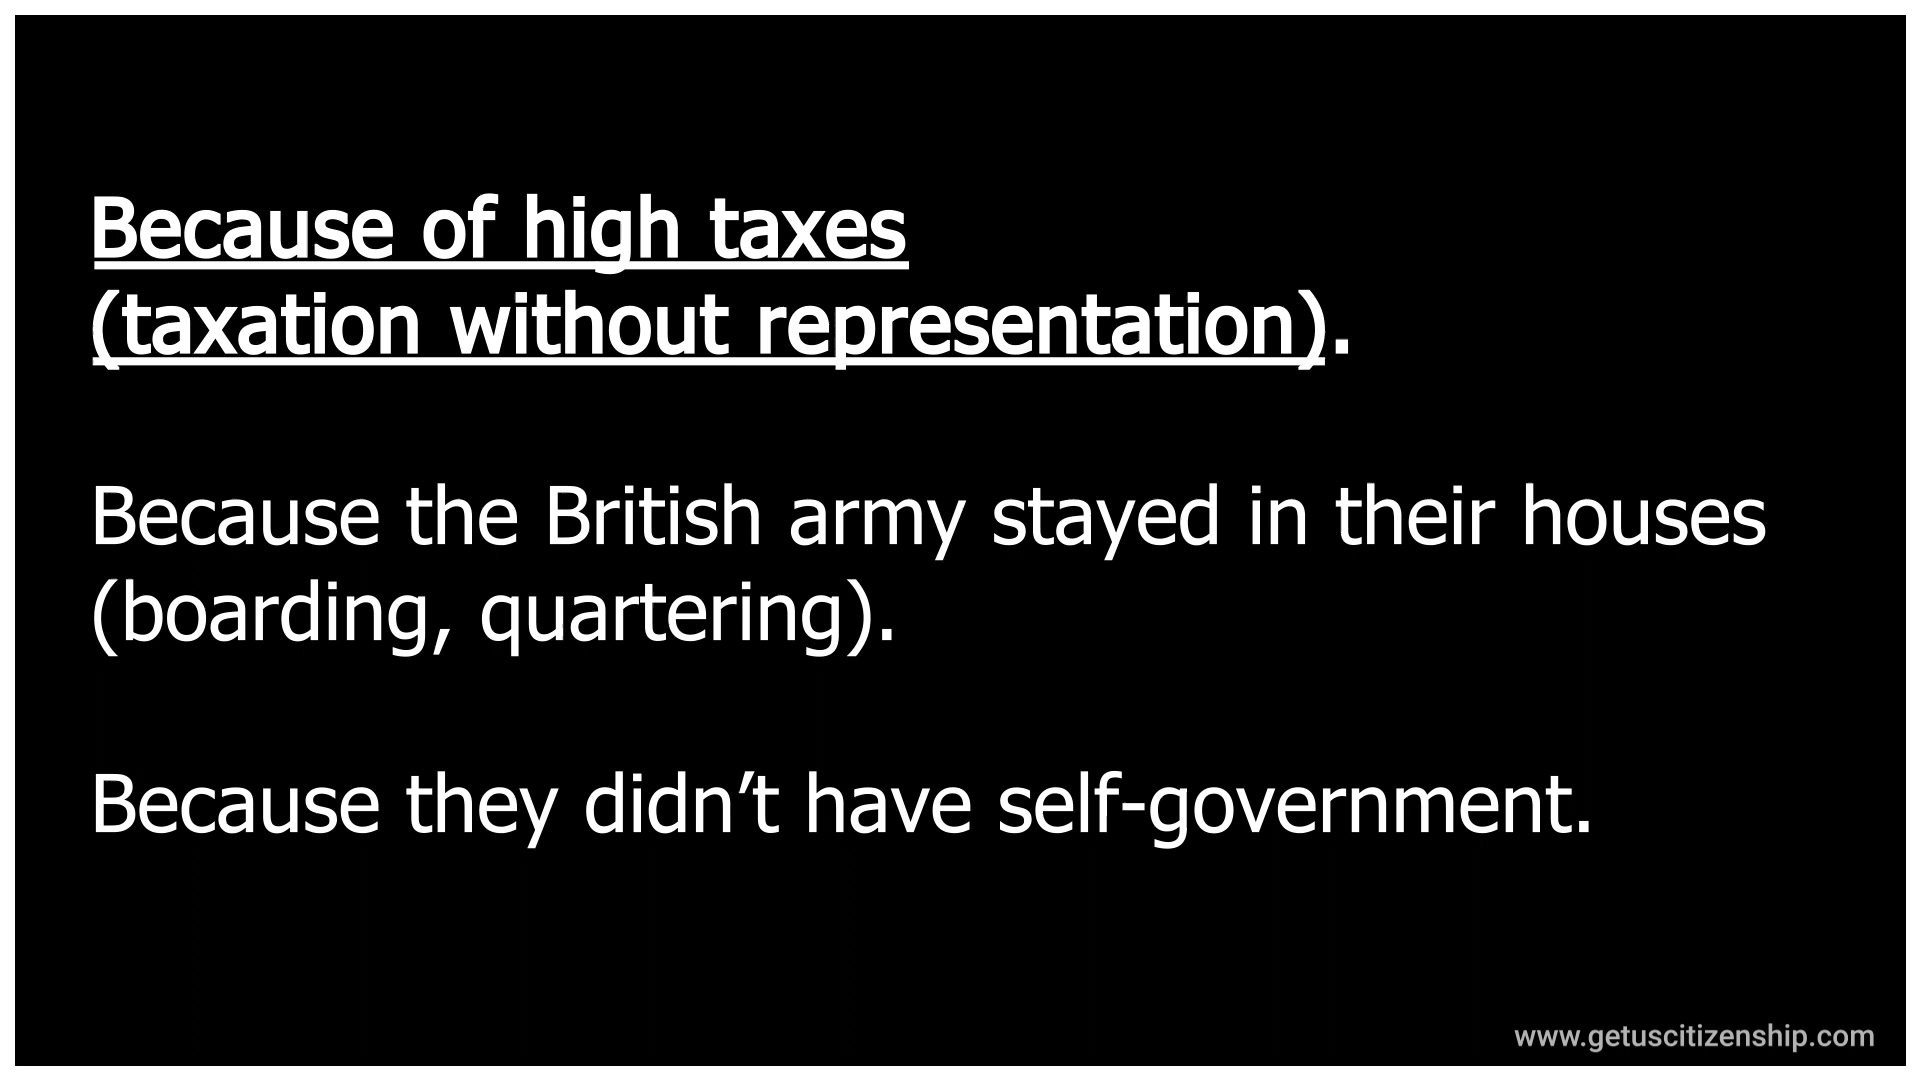 Because of high taxes
(taxation without representation).
Because the British army stayed in their houses
(boarding, quartering).
Because they didn’t have self-government.
www.getuscitizenship.com